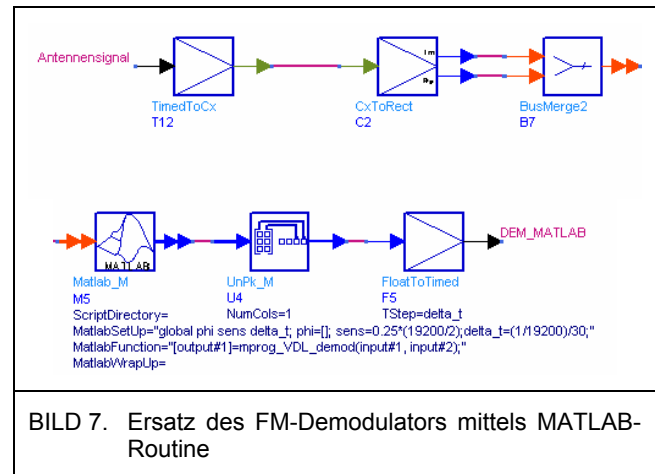 Antennensignal
Im
Re
TimedToCx
T12
CxToRect
C2
BusMerge2
B7
MATLAB
DEM_MATLAB
Matlab_M
M5
UnPk_M
U4
FloatToTimed
F5
ScriptDirectory=
NumCols=1
TStep=delta_t
MatlabSetUp="global phi sens delta_t; phi=[]; sens=0.25*(19200/2);delta_t=(1/19200)/30;"
MatlabFunction="[output#1]=mprog_VDL_demod(input#1, input#2);"
MatlabWrapUp=
BILD 7. Ersatz des FM-Demodulators mittels MATLAB-
Routine